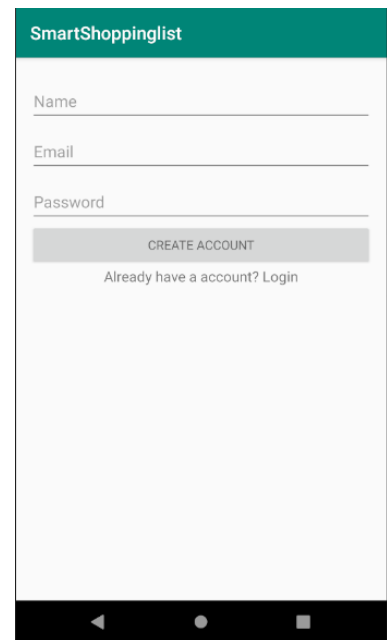 SmartShoppinglist
Name
Email
Password
CREATE ACCOUNT
Already have a account? Login